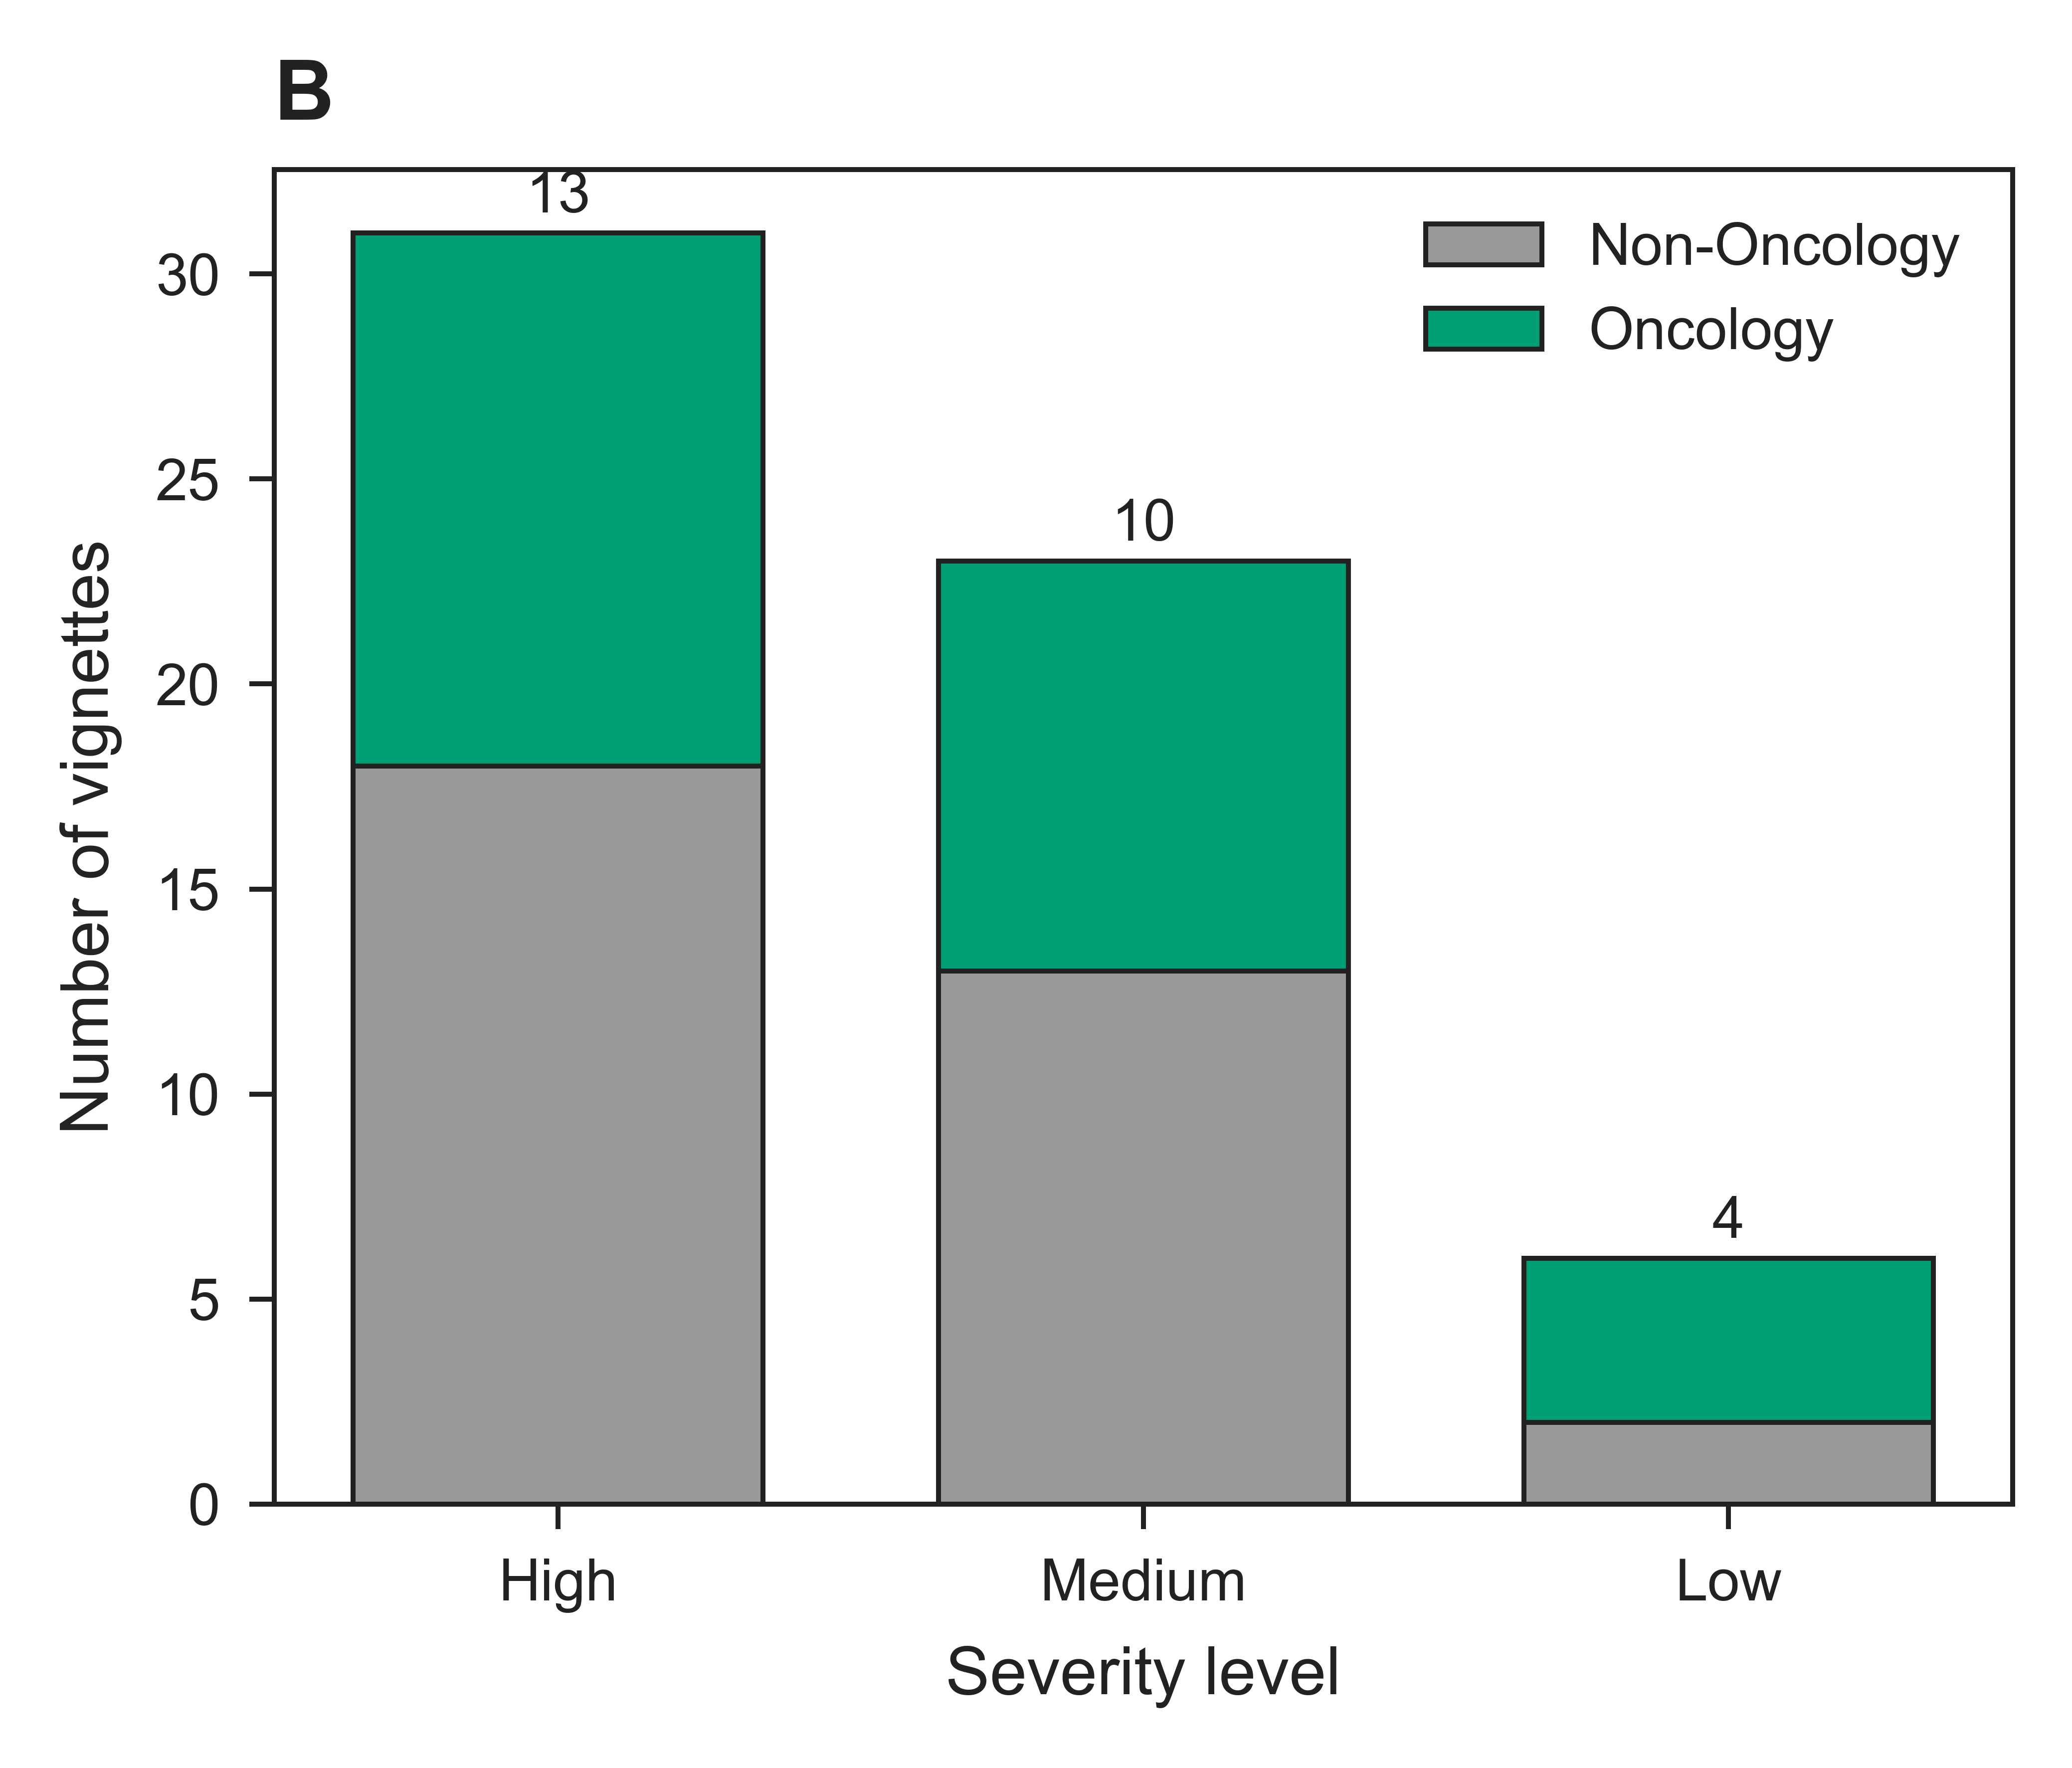 B
13
10
4
Non-Oncology
Oncology
30
25
20
15
10
5
0
Number of vignettes
High
Medium
Low
Severity level